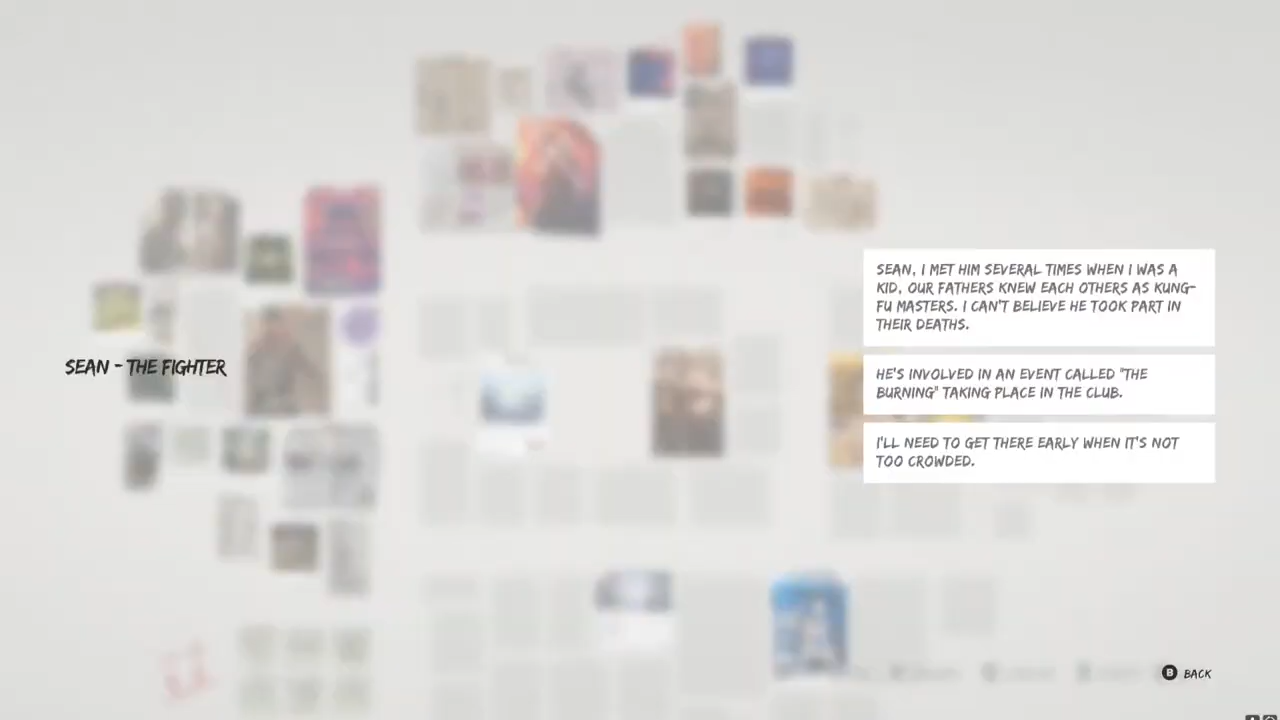 SEAN, I MET HIM SEVERAL TIMES WHEN I WAS A
KID, OUR FATHERS KNEW EACH OTHERS AS KUNG-
FU MASTERS. I CAN'T BELIEVE HE TOOK PART IN
THEIR DEATHS.
SEAN - THE FIGHTER
HE'S INVOLVED IN AN EVENT CALLED "THE
BURNING" TAKING PLACE IN THE CLUB.
I'LL NEED TO GET THERE EARLY WHEN IT'S NOT
TOO CROWDED.
B BACK